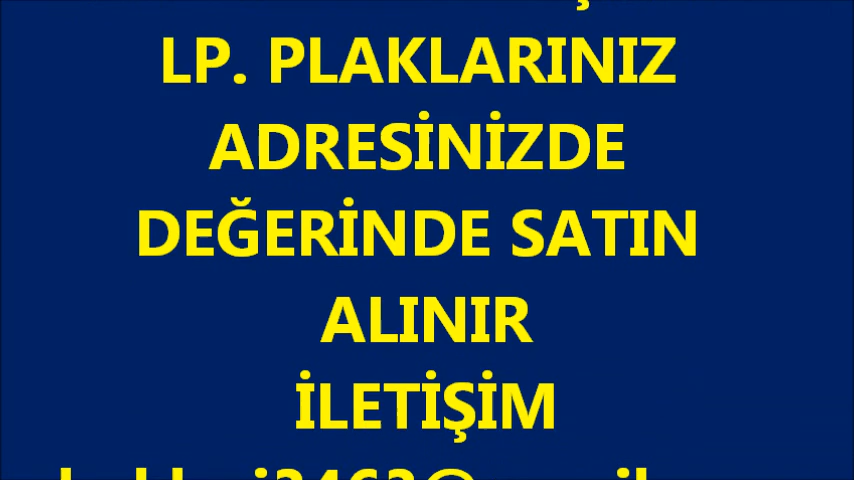 LP. PLAKLARINIZ
ADRESİNİZDE
DEĞERİNDE SATIN
ALINIR
İLETİŞİM